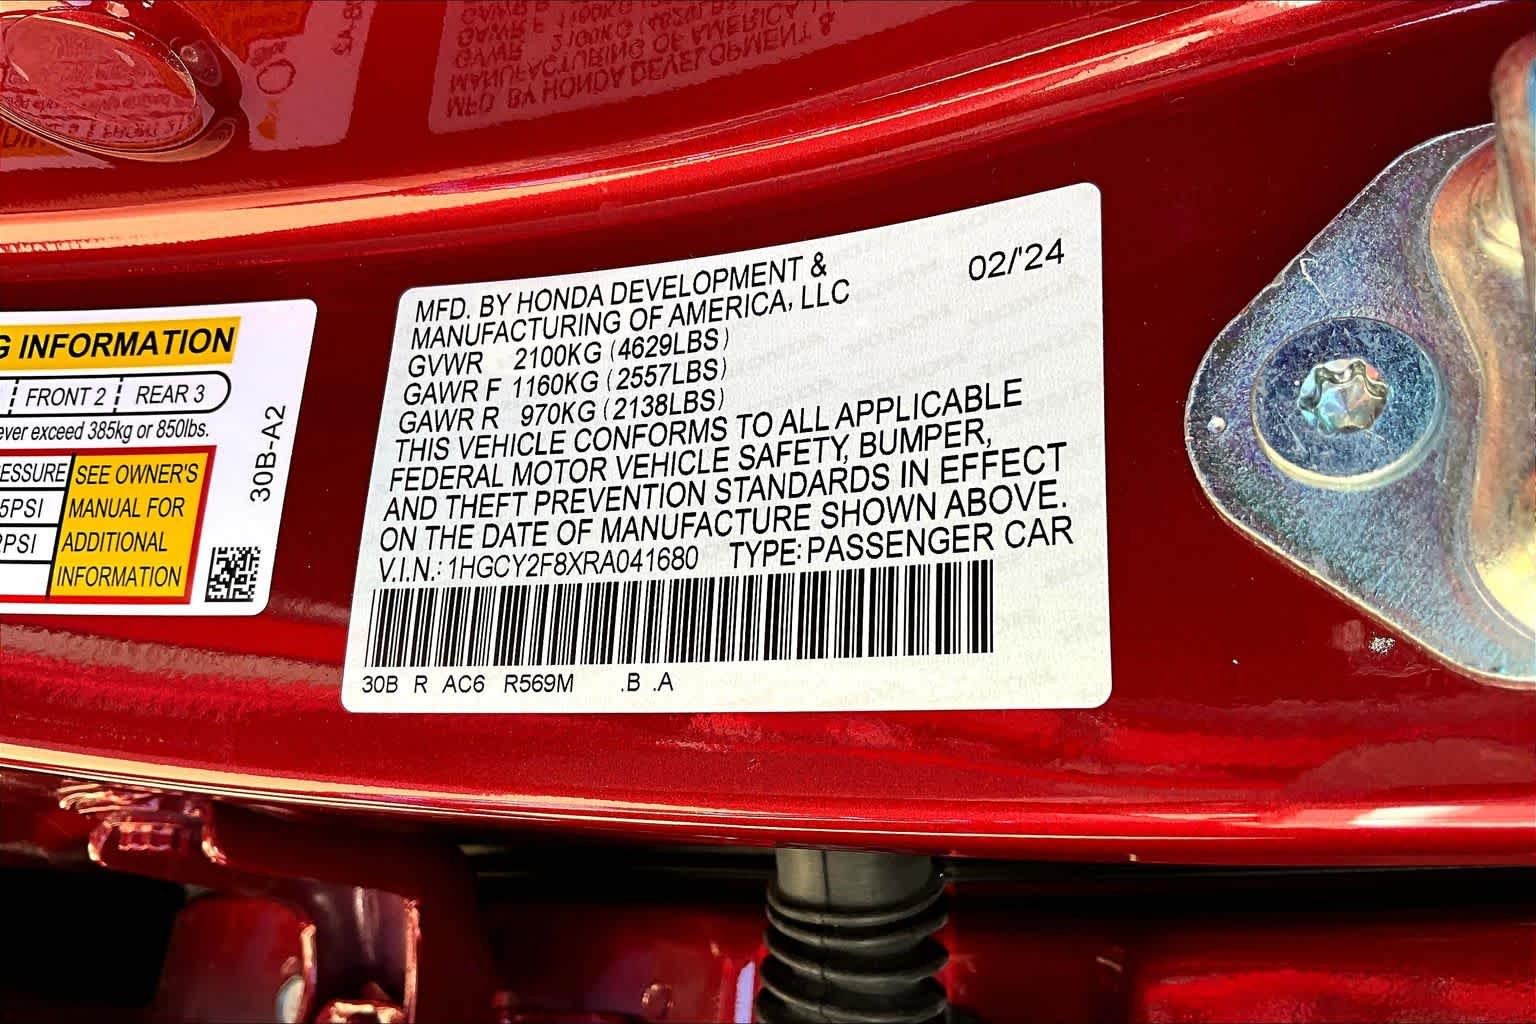 MFD. BY HONDA DEVELOPMENT &
MANUFACTURING OF AMERICA, LLC
02/'24
GVWR 2100KG (4629LBS)
GAWR F 1160KG (2557LBS)
GAWR R 970KG (2138LBS)
THIS VEHICLE CONFORMS TO ALL APPLICABLE
FEDERAL MOTOR VEHICLE SAFETY, BUMPER,
AND THEFT PREVENTION STANDARDS IN EFFECT
ON THE DATE OF MANUFACTURE SHOWN ABOVE.
V.I.N.: 1HGCY2F8XRA041680 TYPE: PASSENGER CAR
30B R AC6 R569M .B .A
G INFORMATION
FRONT 2 REAR 3
ever exceed 385kg or 850lbs.
RESSURE
5PSI
2PSI
SEE OWNER'S
MANUAL FOR
ADDITIONAL
INFORMATION
30B-A2